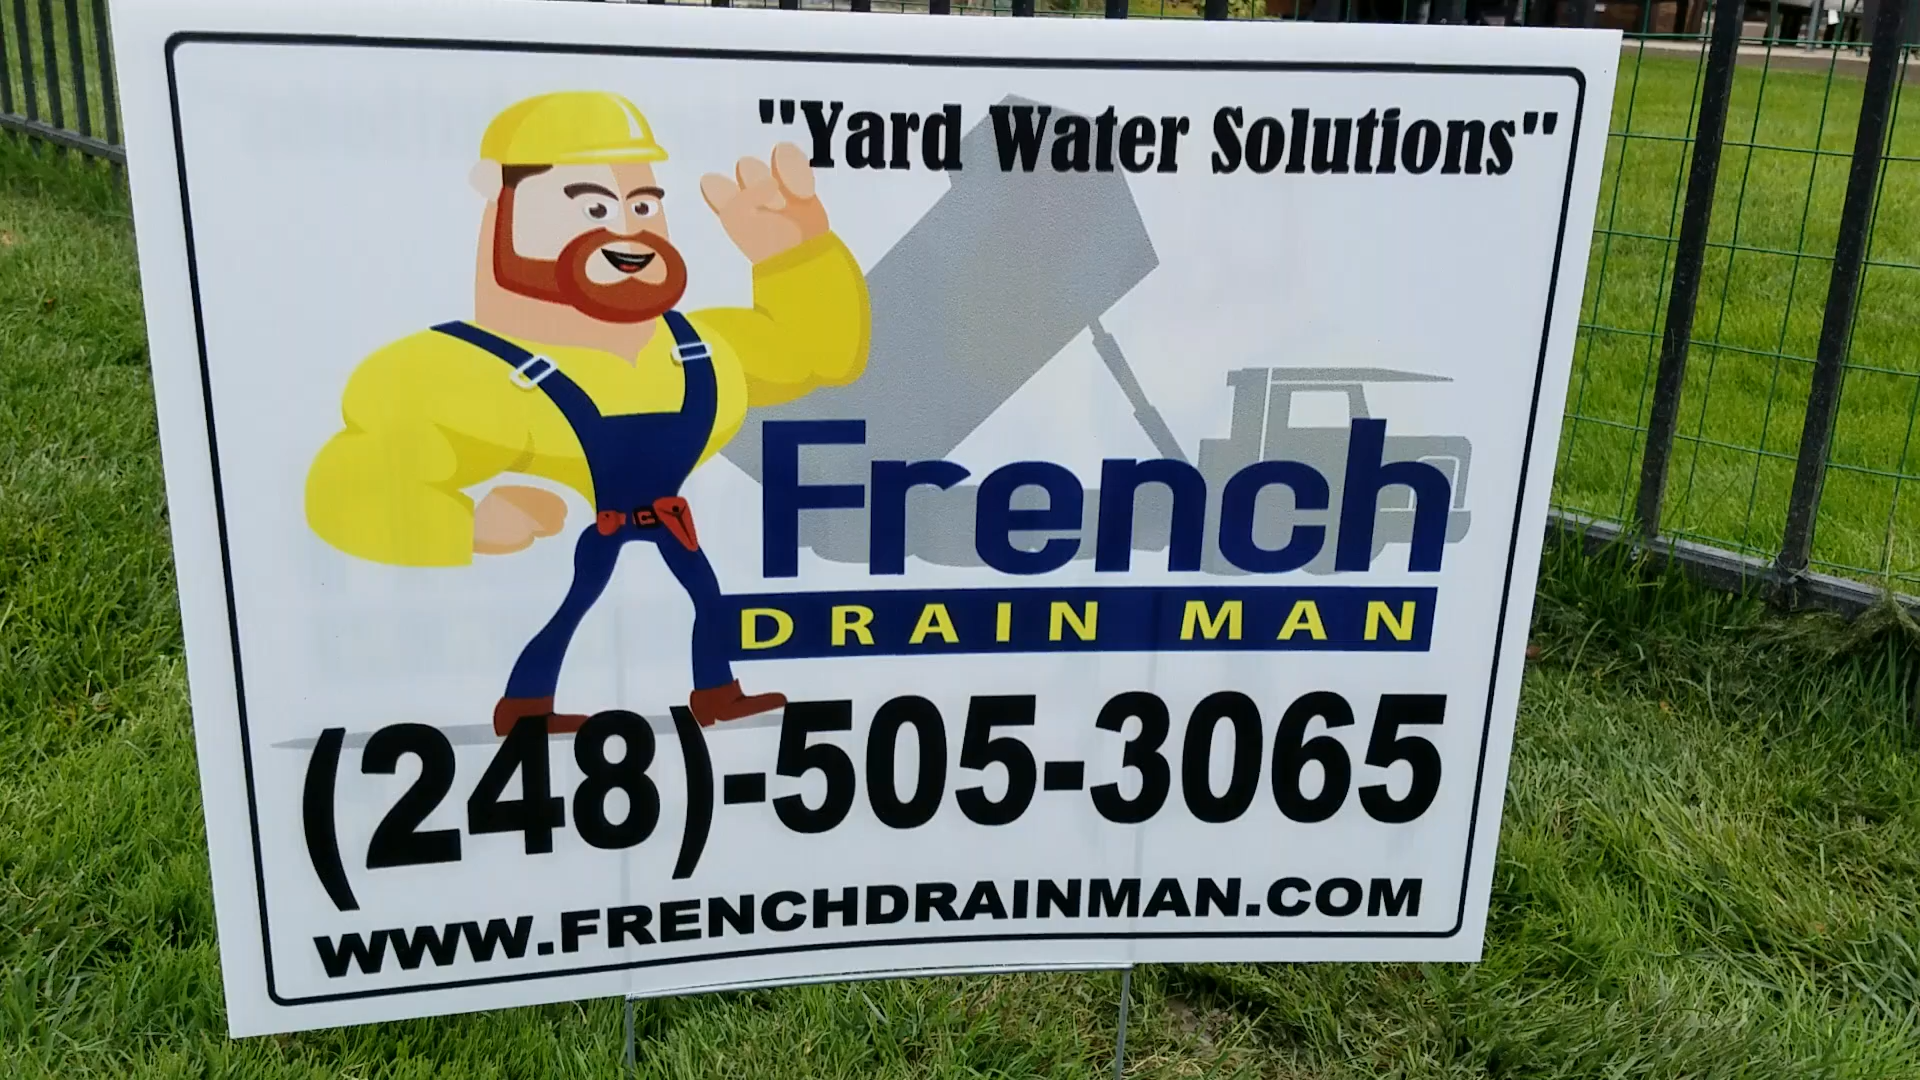 "Yard Water Solutions"
French
DRAIN MAN
(248)-505-3065
WWW.FRENCHDRAINMAN.COM